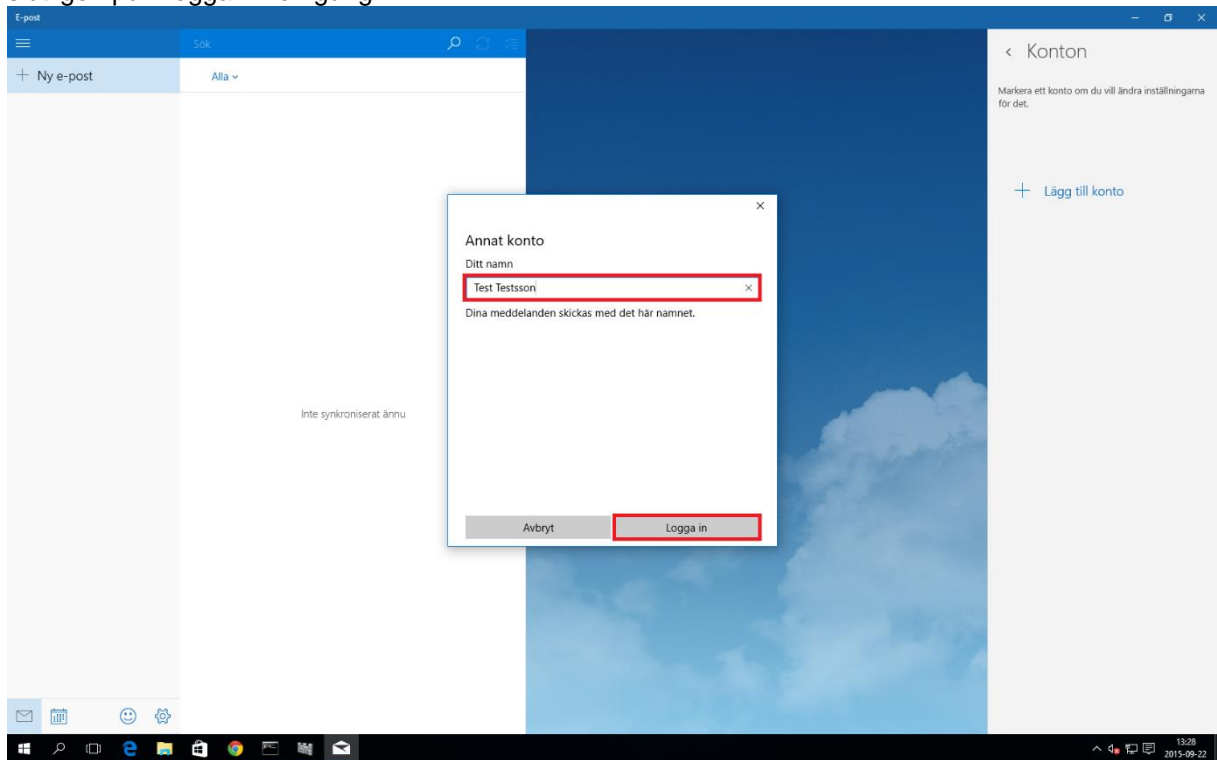 E-post
Sök
Ny e-post
Alla
Konton
Markera ett konto om du vill ändra inställningarna
för det.
Lägg till konto
Annat konto
Ditt namn
Test Testsson
Dina meddelanden skickas med det här namnet.
Inte synkroniserat ännu
Avbryt
Logga in
13:28
2015-09-22